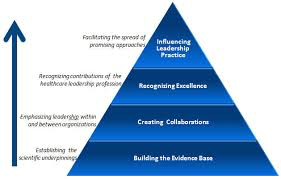 Facilitating the spread of
promising approaches
Influencing
Leadership
Practice
Recognizing contributions of the
healthcare leadership profession
Recognizing Excellence
Emphasizing leadership within
and between organizations
Creating Collaborations
Establishing the
scientific underpinnings
Building the Evidence Base